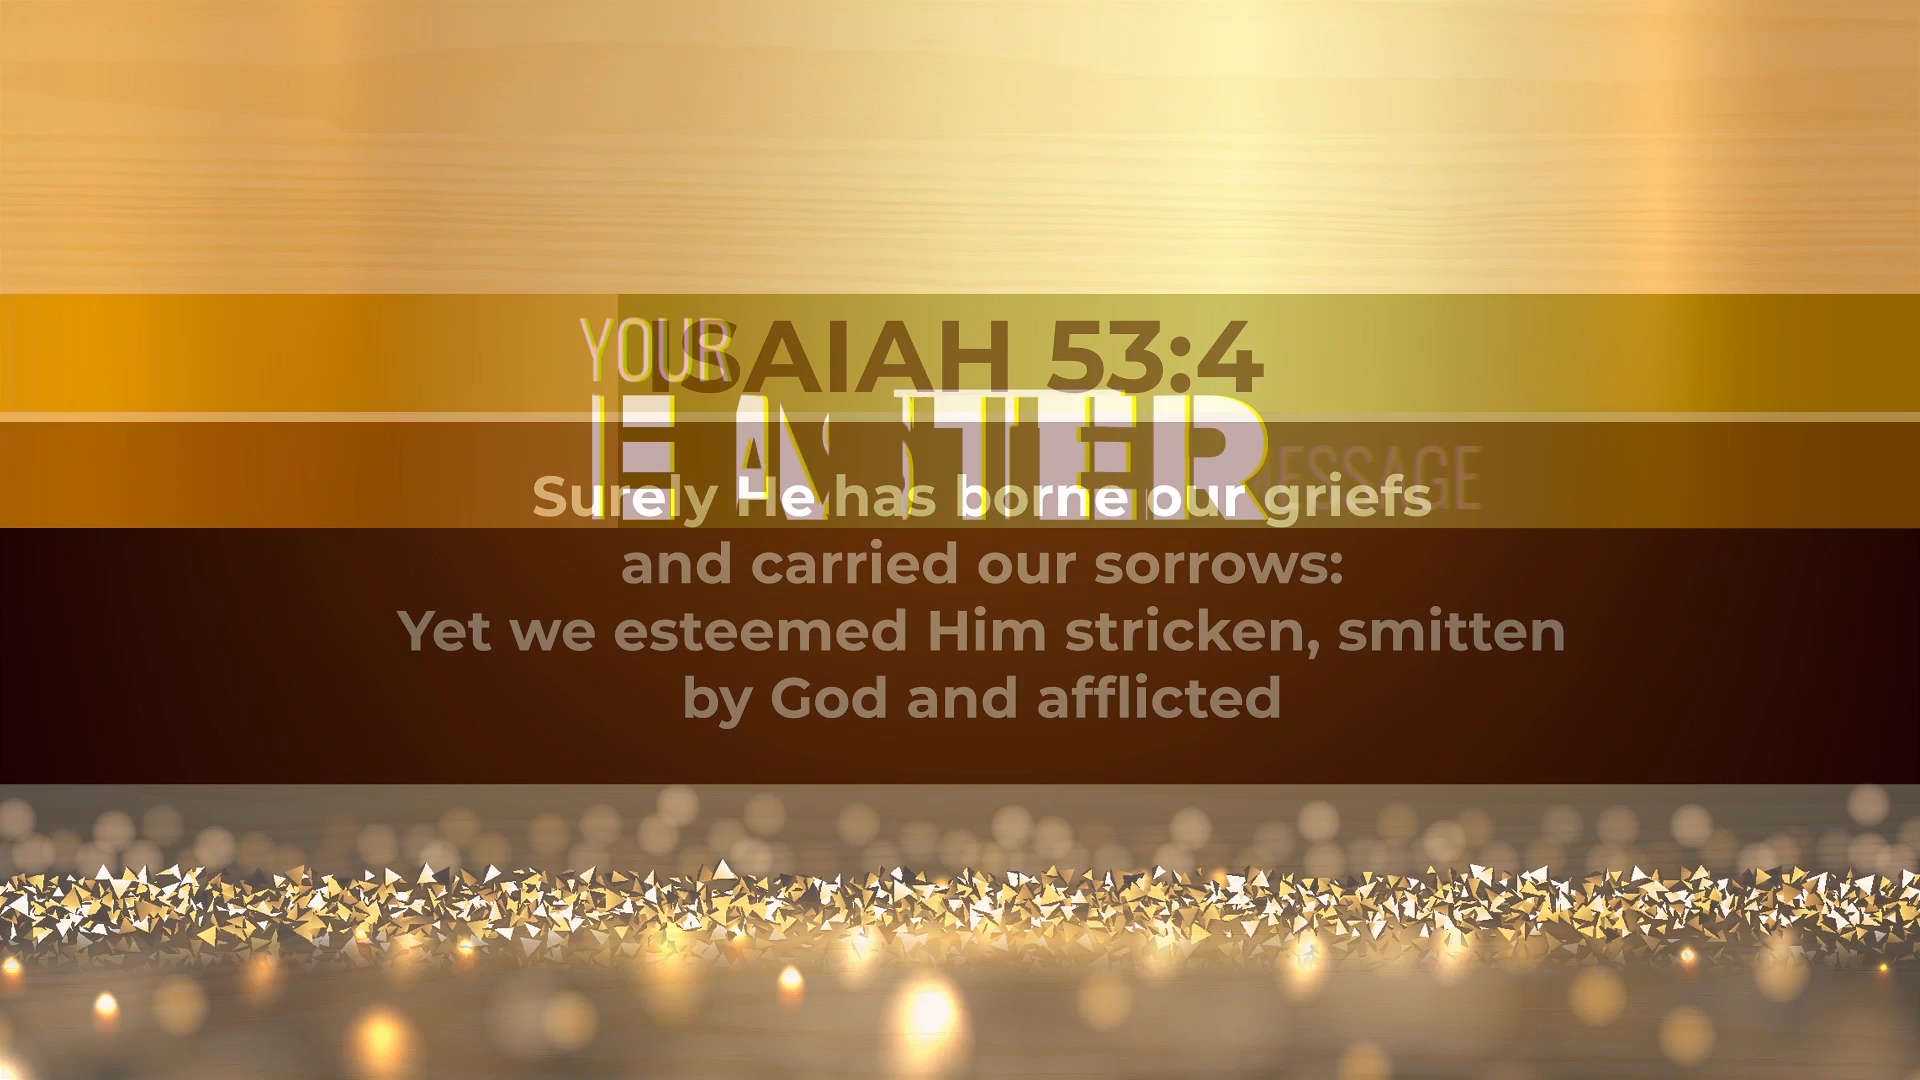 YOUR
ISAIAH 53:4
EASTER
MESSAGE
Surely He has borne our griefs
and carried our sorrows:
Yet we esteemed Him stricken, smitten
by God and afflicted